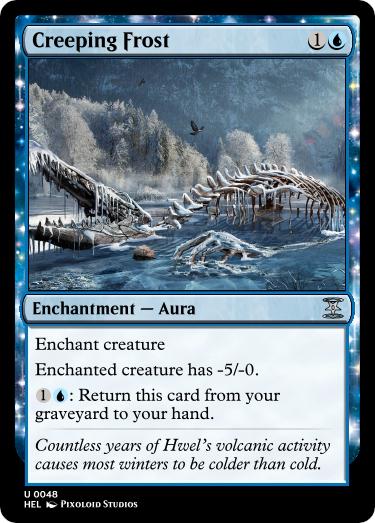 Creeping Frost 1
Enchantment — Aura
Enchant creature
Enchanted creature has -5/-0.
1 : Return this card from your
graveyard to your hand.
Countless years of Hwel's volcanic activity
causes most winters to be colder than cold.
U 0048
HEL Pixoloid Studios